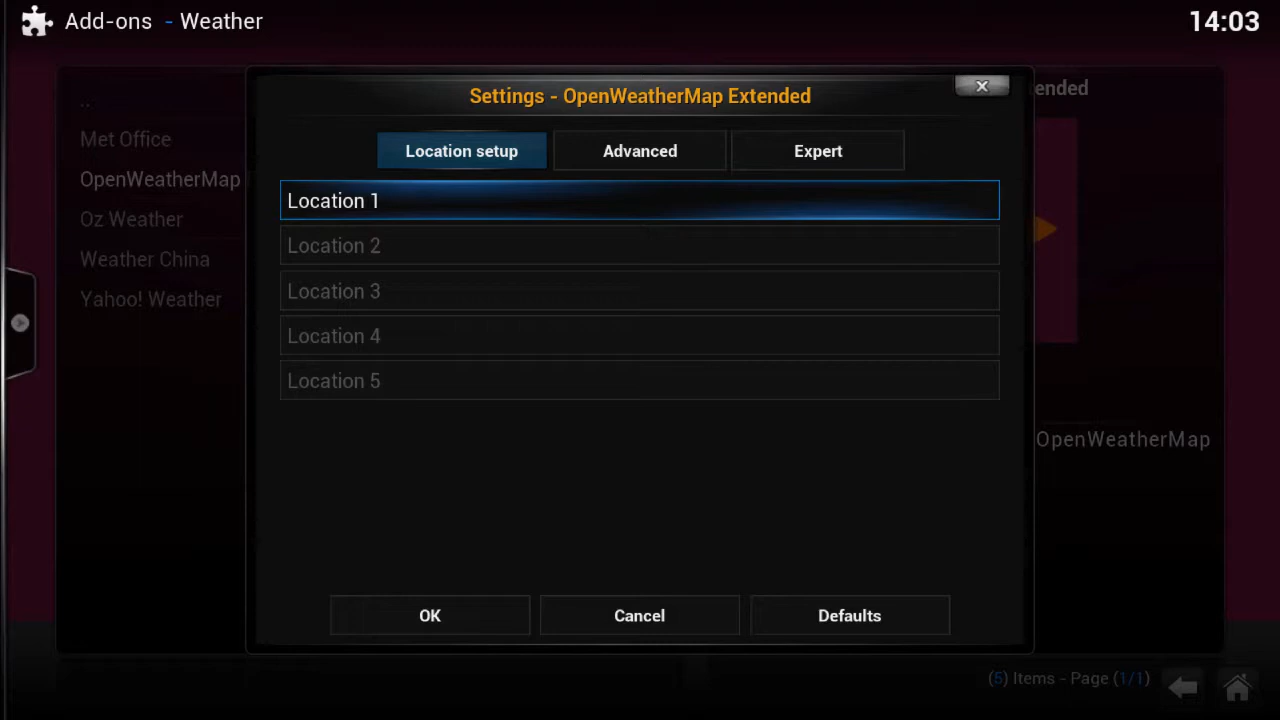 Add-ons - Weather
14:03
..
Met Office
OpenWeatherMap
Oz Weather
Weather China
Yahoo! Weather
ended
Settings - OpenWeatherMap Extended
x
Location setup
Advanced
Expert
Location 1
Location 2
Location 3
Location 4
Location 5
OpenWeatherMap
OK
Cancel
Defaults
(5) Items - Page (1/1)